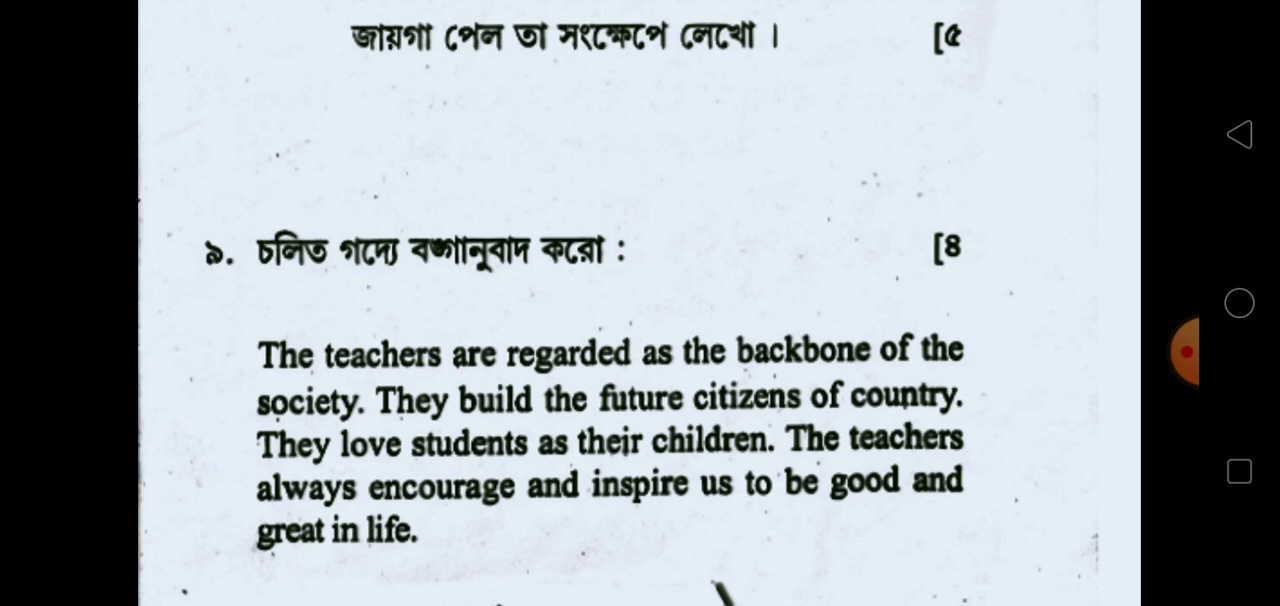 জায়গা পেল তা সংক্ষেপে লেখো । [৫
৯. চলিত গদ্যে বঙ্গানুবাদ করো : [৪
The teachers are regarded as the backbone of the
society. They build the future citizens of country.
They love students as their children. The teachers
always encourage and inspire us to be good and
great in life.